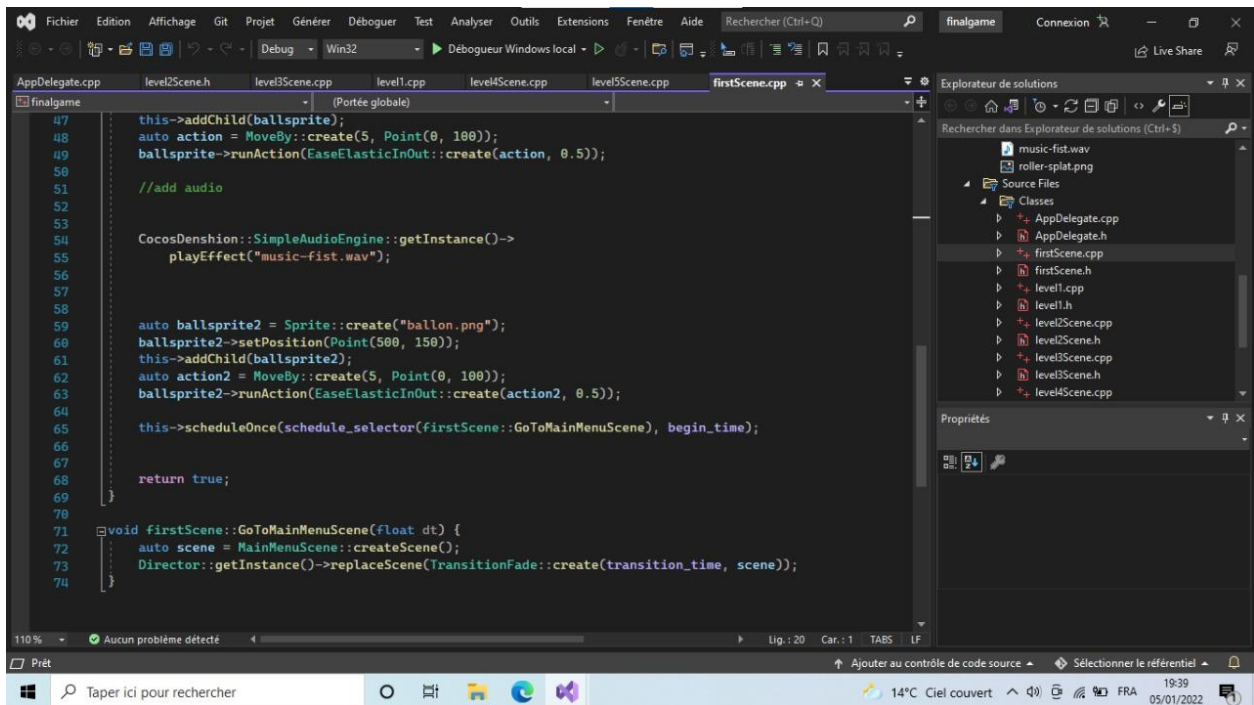 Fichier Edition Affichage Git Projet Générer Déboguer Test Analyser Outils Extensions Fenêtre Aide Rechercher (Ctrl+Q) finalgame Connexion
Debug Win32 Débogueur Windows local Live Share
AppDelegate.cpp level2Scene.h level3Scene.cpp level1.cpp level4Scene.cpp level5Scene.cpp firstScene.cpp
finalgame (Portée globale)
47 this->addChild(ballsprite);
48 auto action = MoveBy::create(5, Point(0, 100));
49 ballsprite->runAction(EaseElasticInOut::create(action, 0.5));
50
51 //add audio
52
53
54 CocosDenshion::SimpleAudioEngine::getInstance()->
55 playEffect("music-fist.wav");
56
57
58
59 auto ballsprite2 = Sprite::create("ballon.png");
60 ballsprite2->setPosition(Point(500, 150));
61 this->addChild(ballsprite2);
62 auto action2 = MoveBy::create(5, Point(0, 100));
63 ballsprite2->runAction(EaseElasticInOut::create(action2, 0.5));
64
65 this->scheduleOnce(schedule_selector(firstScene::GoToMainMenuScene), begin_time);
66
67
68 return true;
69 }
70
71 void firstScene::GoToMainMenuScene(float dt) {
72 auto scene = MainMenuScene::createScene();
73 Director::getInstance()->replaceScene(TransitionFade::create(transition_time, scene));
74 }
110 % Aucun problème détecté Lig. : 20 Car. : 1 TABS LF
Explorateur de solutions
Rechercher dans Explorateur de solutions (Ctrl+$)
music-fist.wav
roller-splat.png
Source Files
Classes
AppDelegate.cpp
AppDelegate.h
firstScene.cpp
firstScene.h
level1.cpp
level1.h
level2Scene.cpp
level2Scene.h
level3Scene.cpp
level3Scene.h
level4Scene.cpp
Propriétés
Prêt Ajouter au contrôle de code source Sélectionner le référentiel
Taper ici pour rechercher 14°C Ciel couvert FRA 19:39
05/01/2022